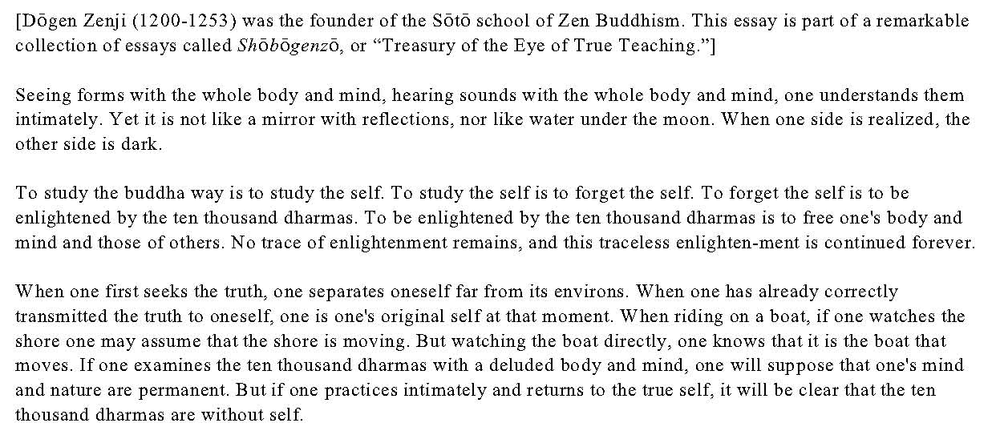 [Dōgen Zenji (1200-1253) was the founder of the Sōtō school of Zen Buddhism. This essay is part of a remarkable
collection of essays called Shōbōgenzō, or “Treasury of the Eye of True Teaching.”]
Seeing forms with the whole body and mind, hearing sounds with the whole body and mind, one understands them
intimately. Yet it is not like a mirror with reflections, nor like water under the moon. When one side is realized, the
other side is dark.
To study the buddha way is to study the self. To study the self is to forget the self. To forget the self is to be
enlightened by the ten thousand dharmas. To be enlightened by the ten thousand dharmas is to free one's body and
mind and those of others. No trace of enlightenment remains, and this traceless enlighten-ment is continued forever.
When one first seeks the truth, one separates oneself far from its environs. When one has already correctly
transmitted the truth to oneself, one is one's original self at that moment. When riding on a boat, if one watches the
shore one may assume that the shore is moving. But watching the boat directly, one knows that it is the boat that
moves. If one examines the ten thousand dharmas with a deluded body and mind, one will suppose that one's mind
and nature are permanent. But if one practices intimately and returns to the true self, it will be clear that the ten
thousand dharmas are without self.